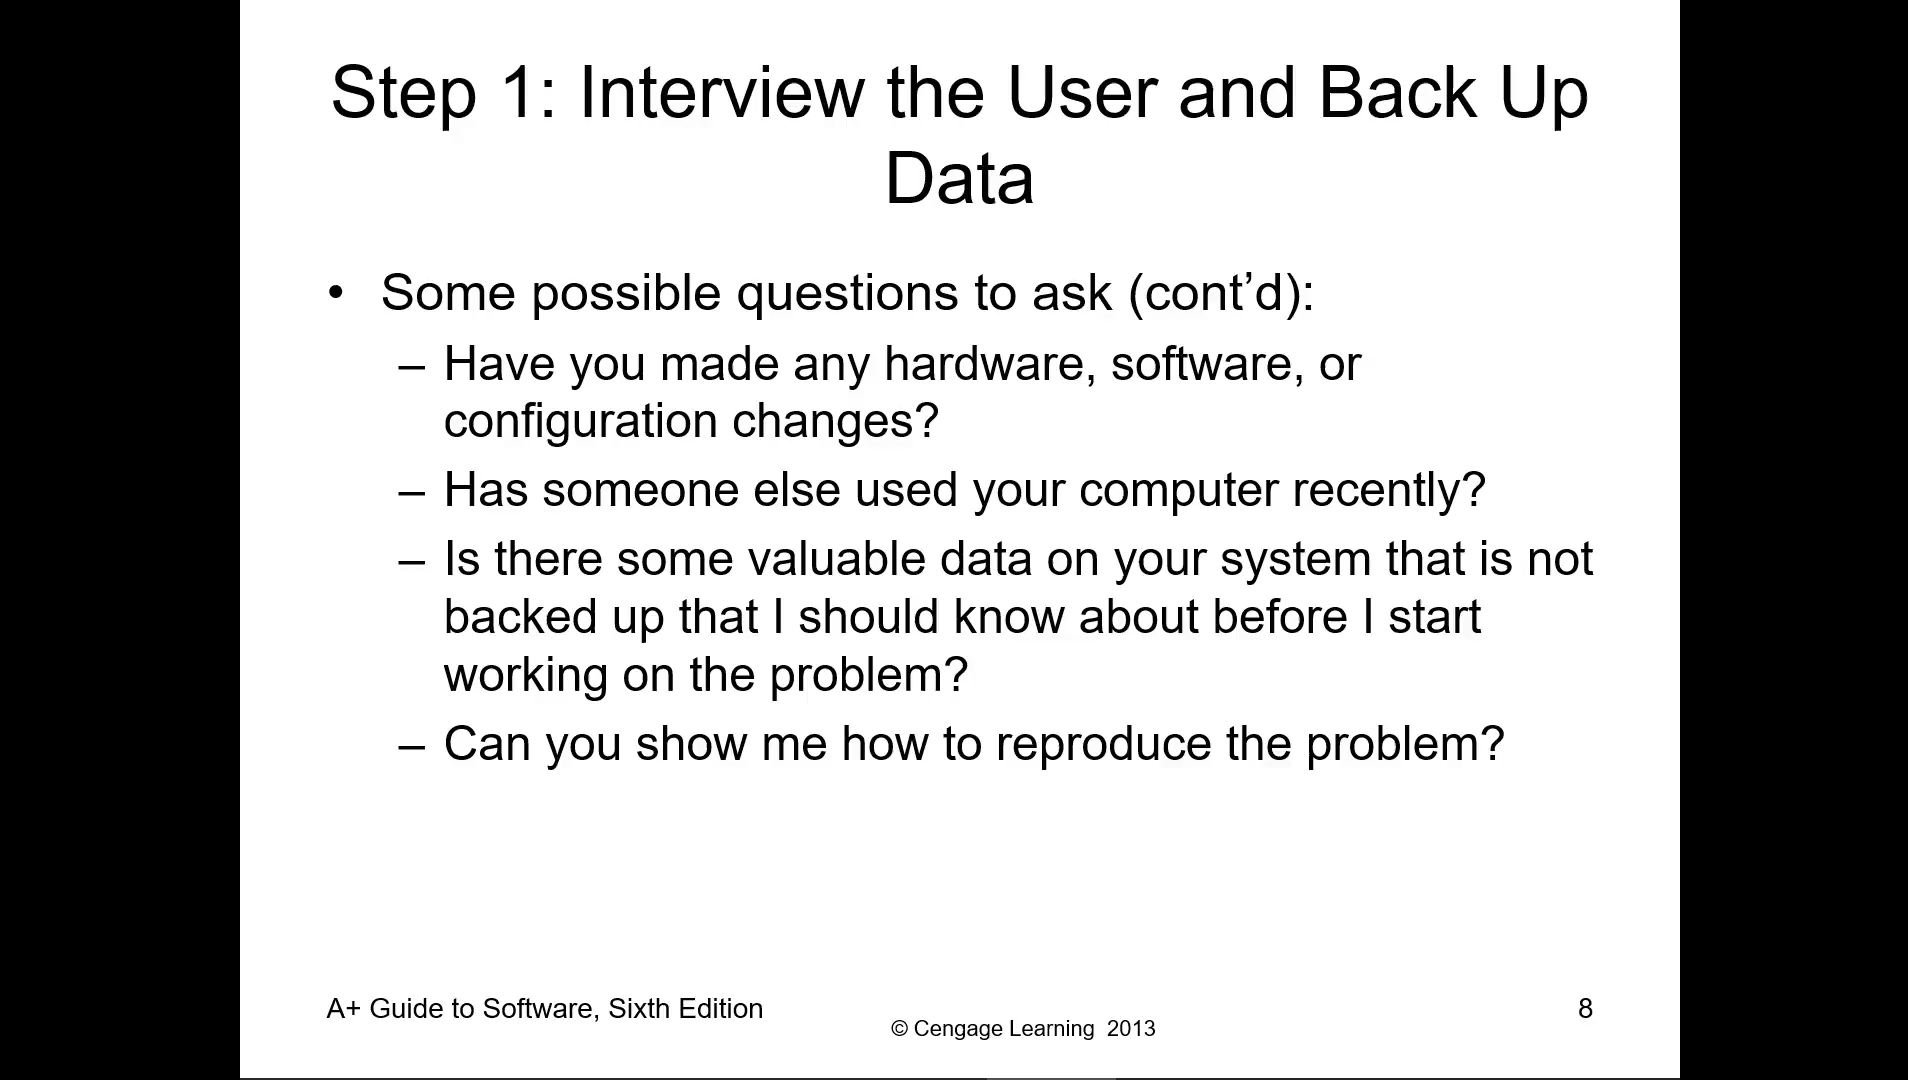 Step 1: Interview the User and Back Up
Data
• Some possible questions to ask (cont’d):
– Have you made any hardware, software, or
configuration changes?
– Has someone else used your computer recently?
– Is there some valuable data on your system that is not
backed up that I should know about before I start
working on the problem?
– Can you show me how to reproduce the problem?
A+ Guide to Software, Sixth Edition
© Cengage Learning 2013
8